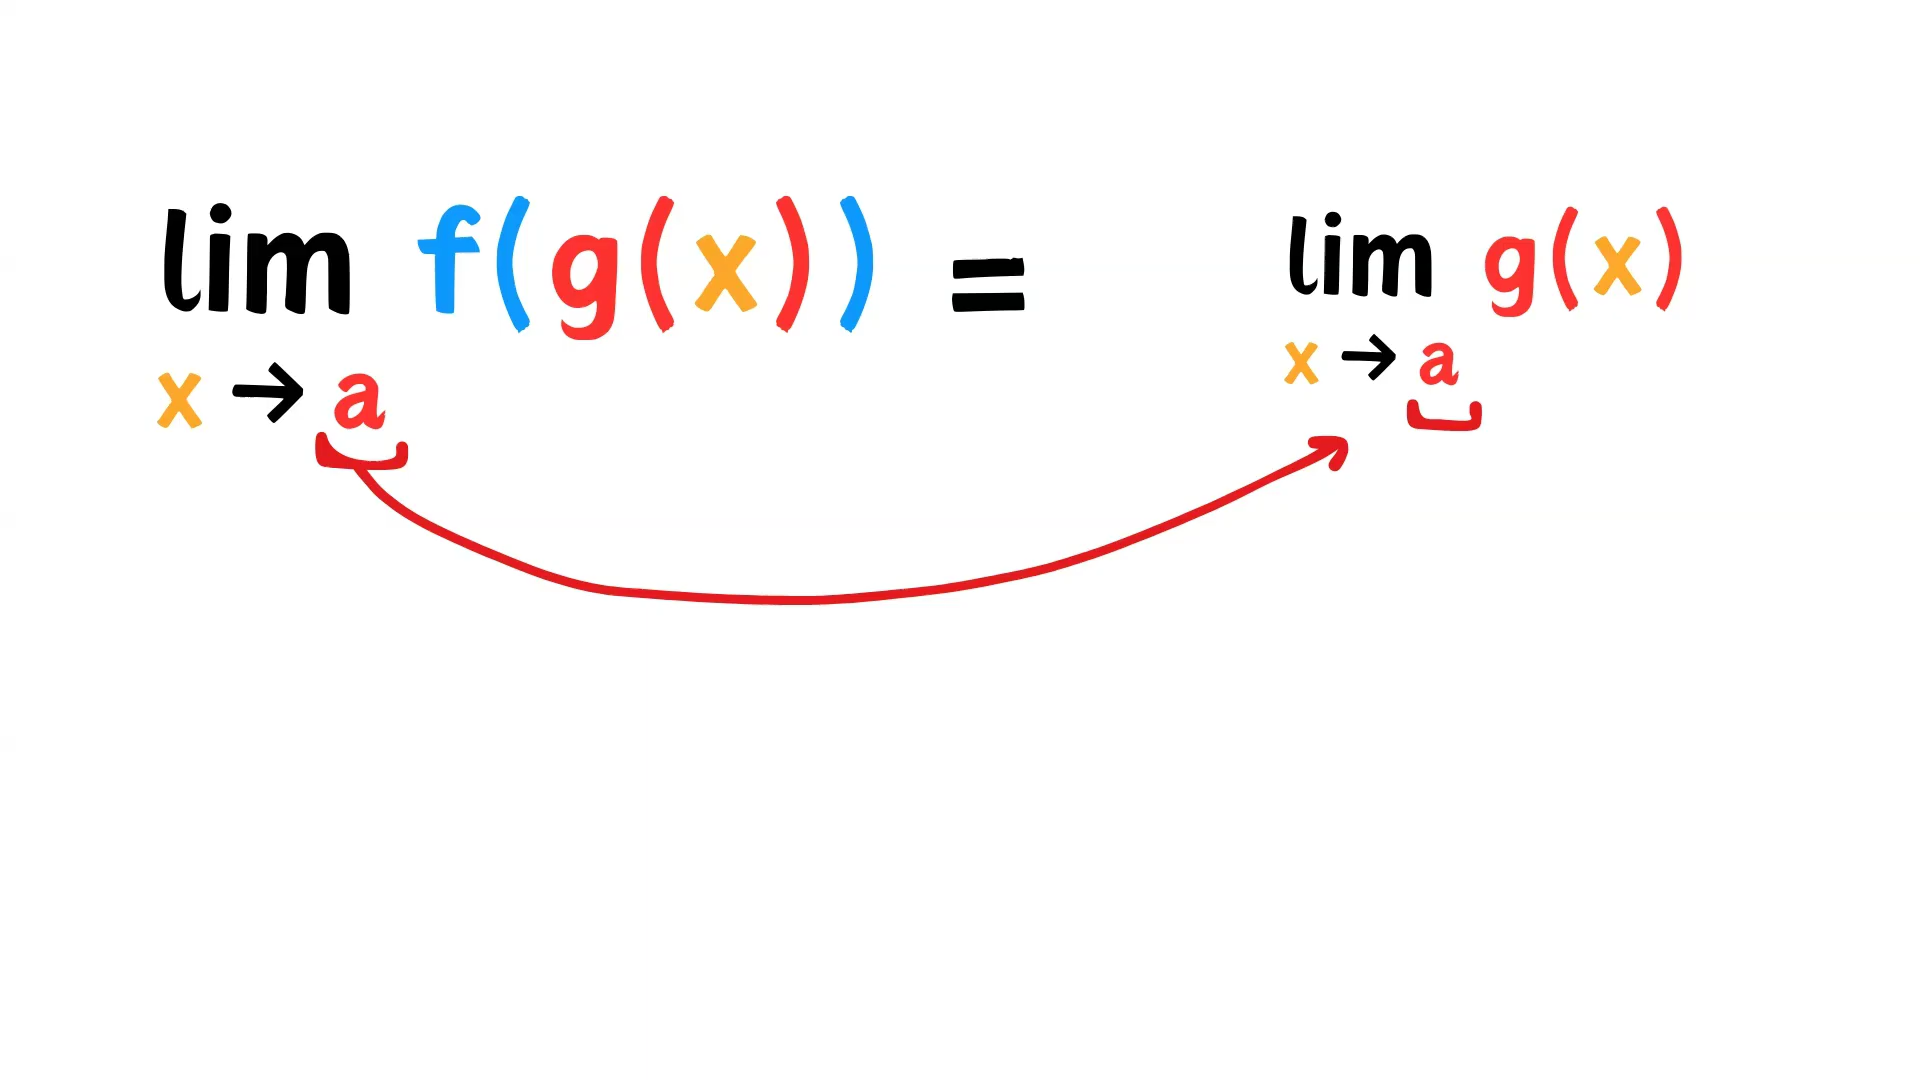 lim f(g(x)) = lim g(x)
x → a x → a